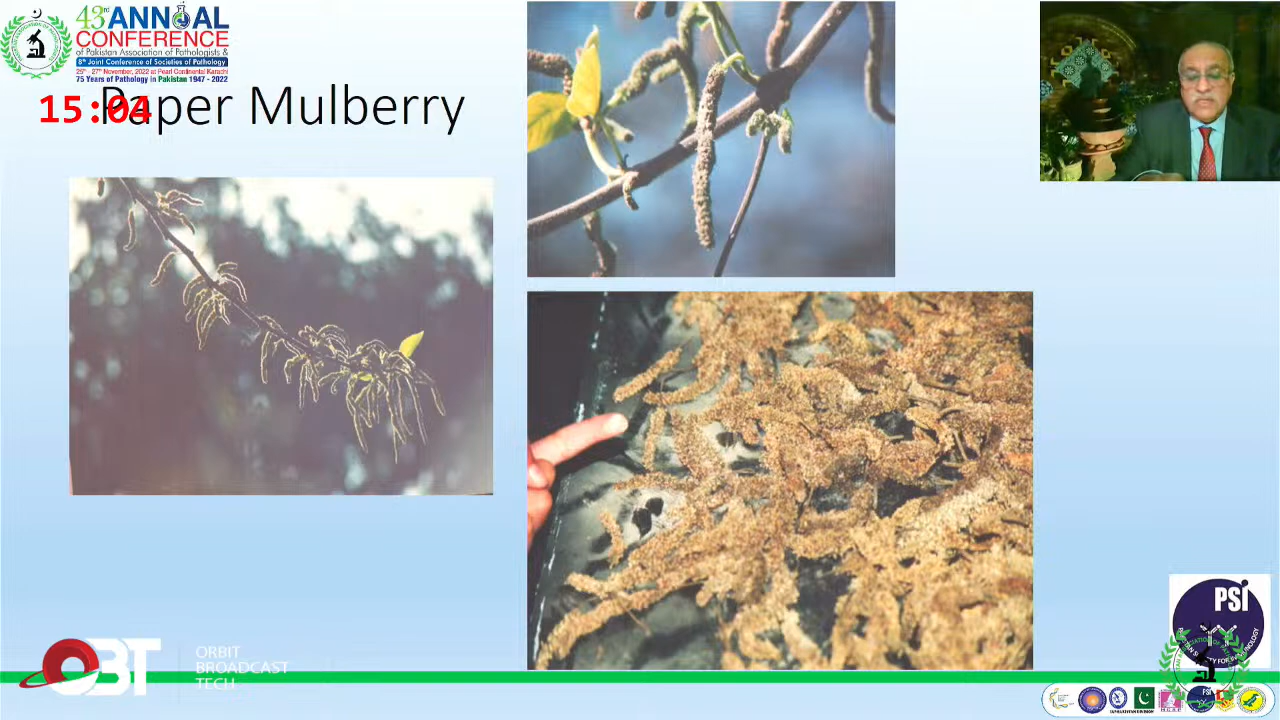 43rd ANNUAL
CONFERENCE
of Pakistan Association of Pathologists &
8th Joint Conference of Societies of Pathology
25th - 27th November, 2022 at Pearl Continental Karachi
75 Years of Pathology in Pakistan 1947 - 2022
15:04
Paper Mulberry
PSI
OBT
ORBIT
BROADCAST
TECH